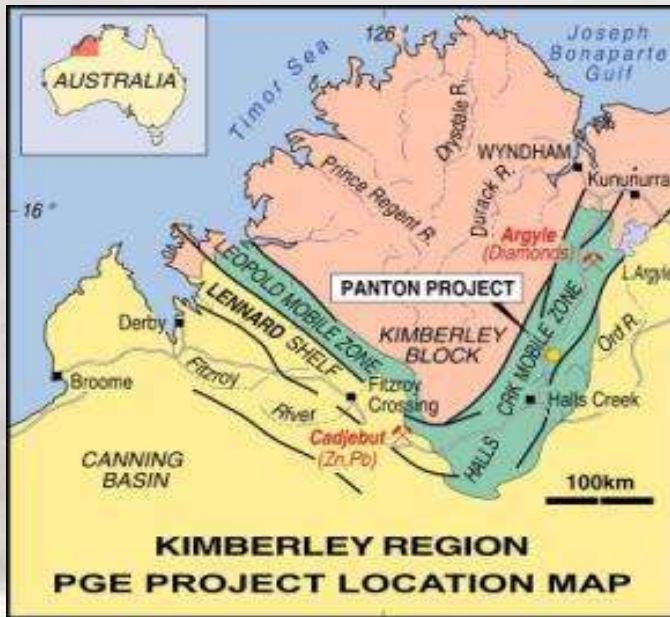 AUSTRALIA
126°
Joseph
Bonaparte
Gulf
Timor Sea
Drysdale R.
WYNDHAM
Kununurra
Prince Regent R.
Durack R.
16°
Argyle
(Diamonds)
L.Argyle
LEOPOLD MOBILE ZONE
PANTON PROJECT
LENNARD SHELF
KIMBERLEY
BLOCK
Ord R.
Derby
HALLS CRK MOBILE ZONE
Broome
Fitzroy River
Fitzroy
Crossing
Halls Creek
Cadjebut
(Zn,Pb)
CANNING
BASIN
100km
KIMBERLEY REGION
PGE PROJECT LOCATION MAP